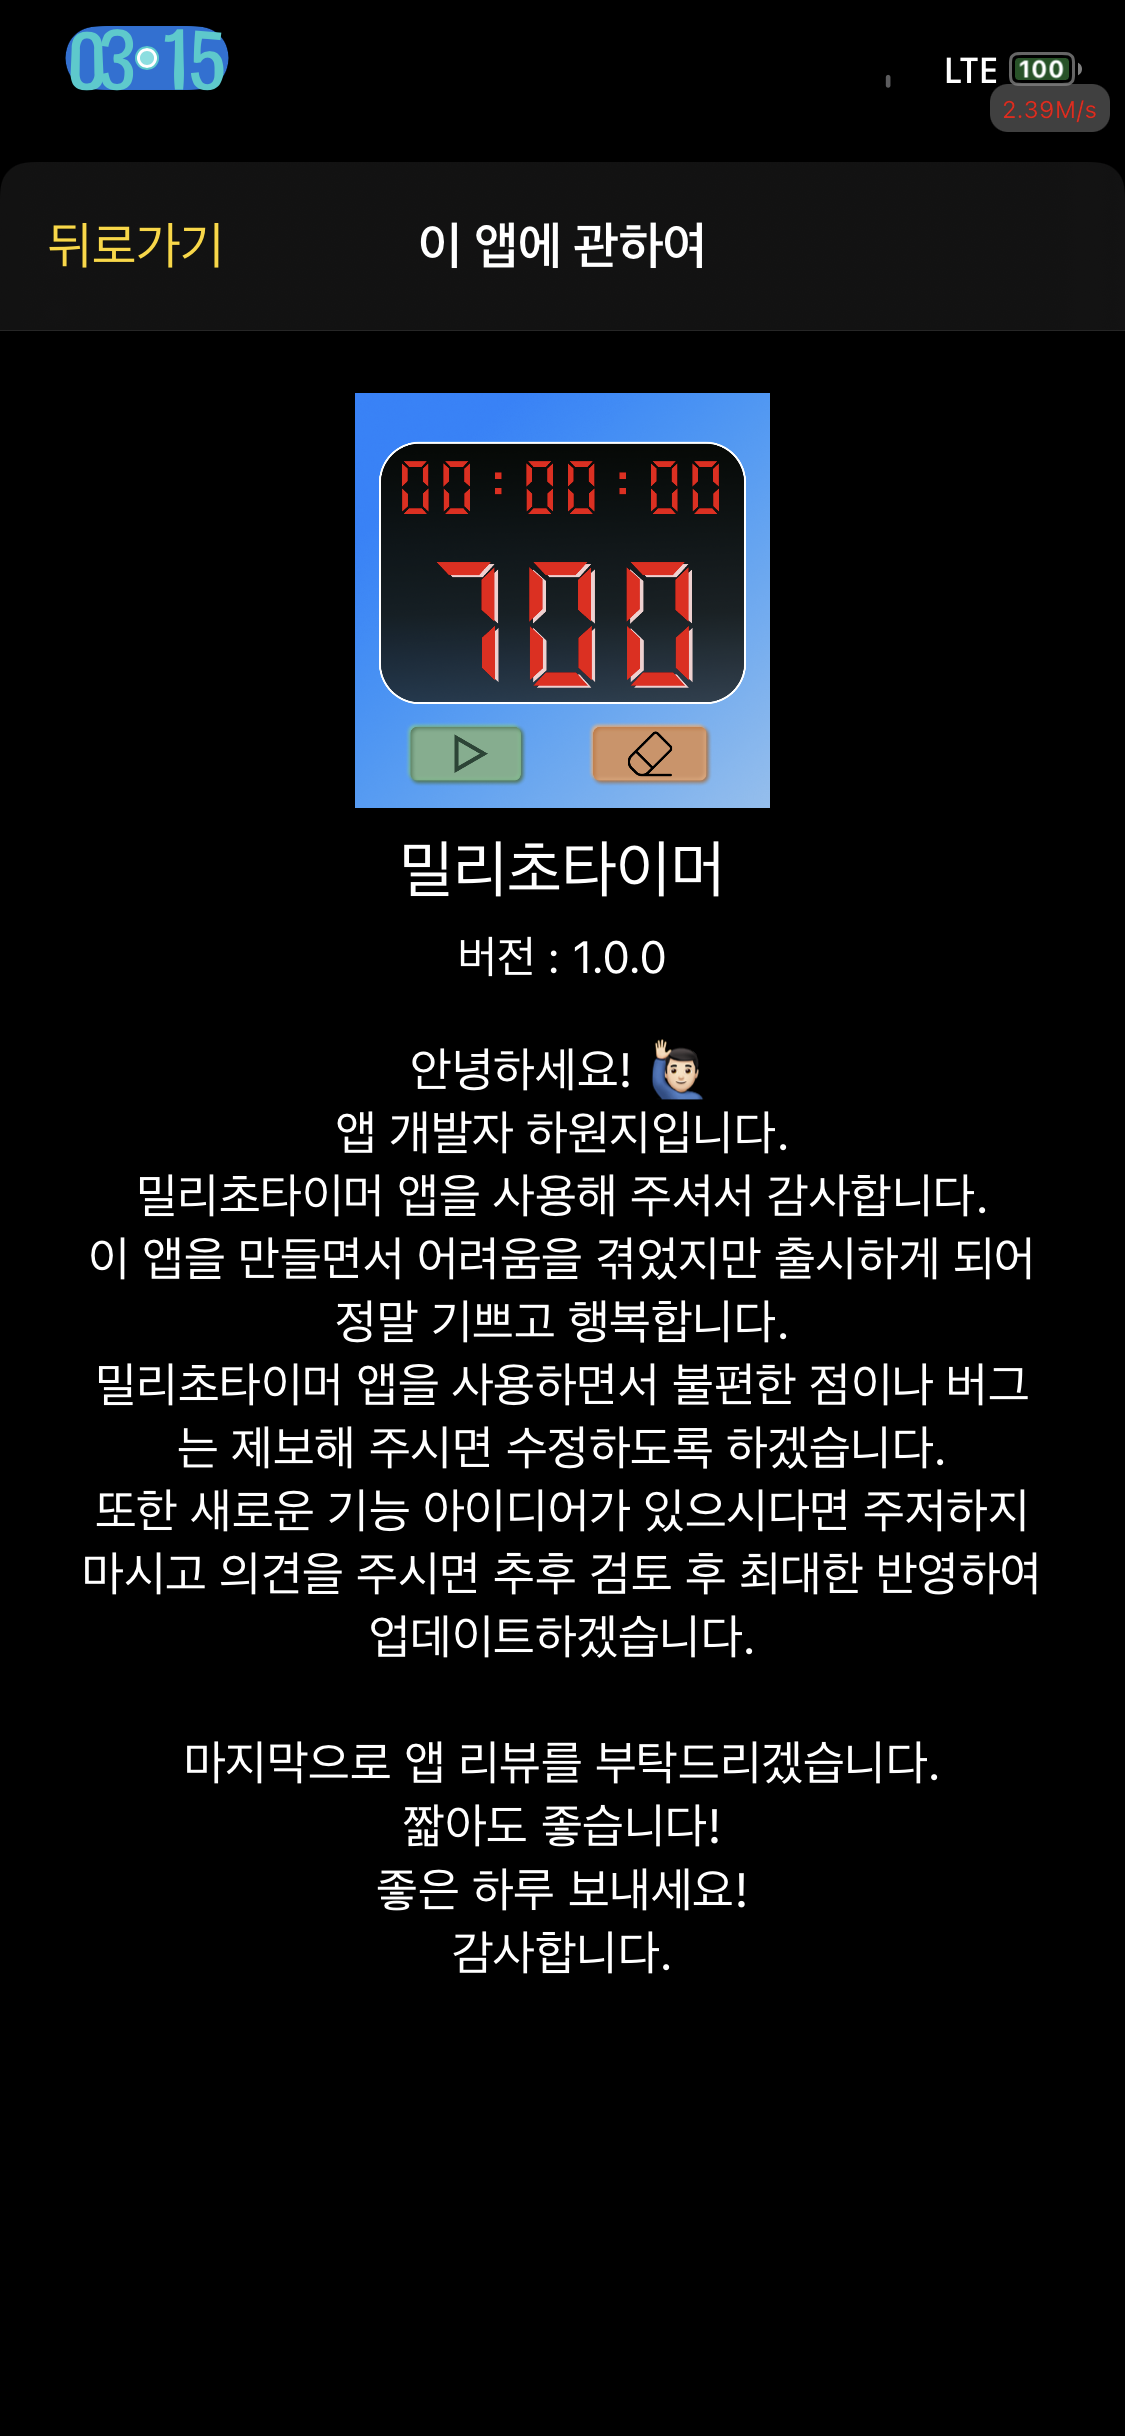 03 15
LTE 100
2.39M/s
뒤로가기 이 앱에 관하여
00:00:00
700
밀리초타이머
버전 : 1.0.0
안녕하세요! 🙋🏻‍♂️
앱 개발자 하원지입니다.
밀리초타이머 앱을 사용해 주셔서 감사합니다.
이 앱을 만들면서 어려움을 겪었지만 출시하게 되어
정말 기쁘고 행복합니다.
밀리초타이머 앱을 사용하면서 불편한 점이나 버그
는 제보해 주시면 수정하도록 하겠습니다.
또한 새로운 기능 아이디어가 있으시다면 주저하지
마시고 의견을 주시면 추후 검토 후 최대한 반영하여
업데이트하겠습니다.
마지막으로 앱 리뷰를 부탁드리겠습니다.
짧아도 좋습니다!
좋은 하루 보내세요!
감사합니다.